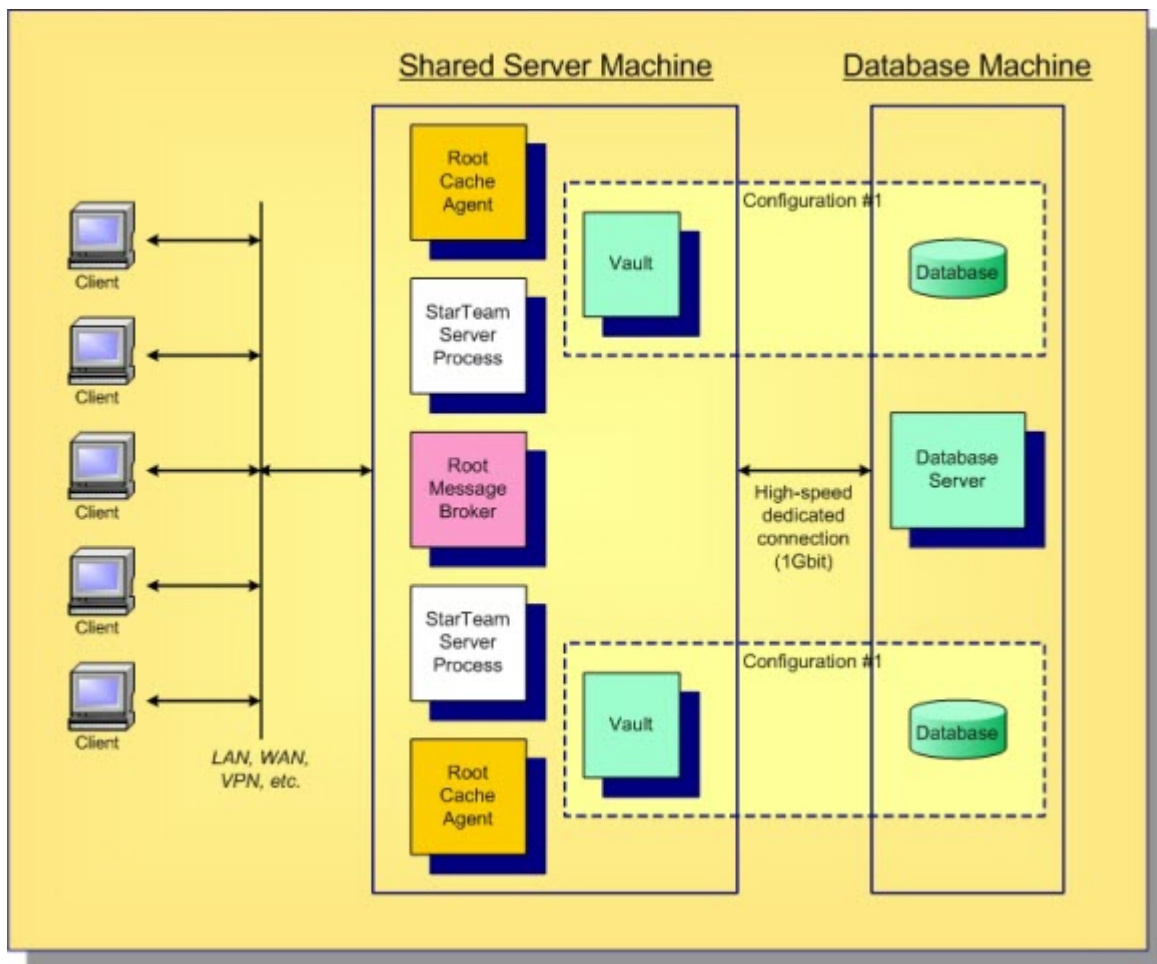 Shared Server Machine
Database Machine
Root
Cache
Agent
Configuration #1
Vault
Database
Client
StarTeam
Server
Process
Client
Root
Message
Broker
Database
Server
High-speed
dedicated
connection
(1Gbit)
Client
StarTeam
Server
Process
Client
Configuration #1
Vault
Database
Client
LAN, WAN,
VPN, etc.
Root
Cache
Agent